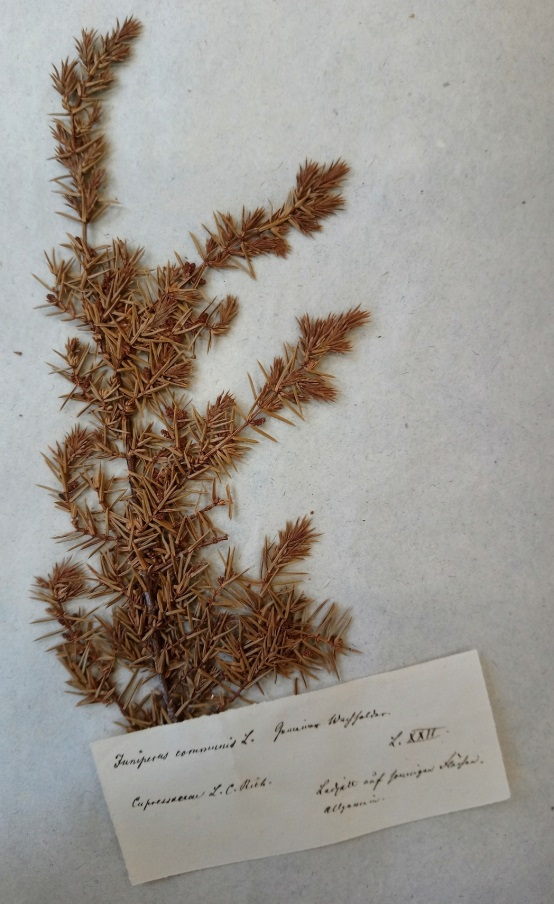 Juniperus communis L. Gemeiner Wachholder.
L. XXII.
Cupressaceae L. C. Rich.
auf sonnigen
Allgemein.